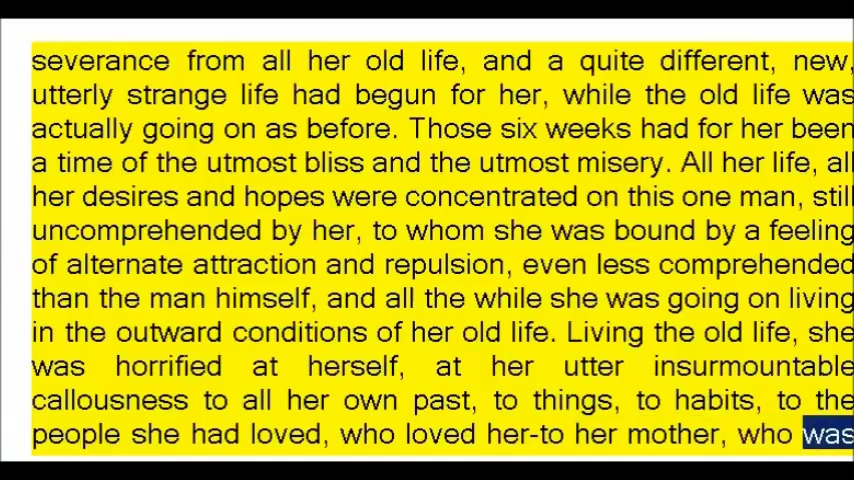 severance from all her old life, and a quite different, new,
utterly strange life had begun for her, while the old life was
actually going on as before. Those six weeks had for her been
a time of the utmost bliss and the utmost misery. All her life, all
her desires and hopes were concentrated on this one man, still
uncomprehended by her, to whom she was bound by a feeling
of alternate attraction and repulsion, even less comprehended
than the man himself, and all the while she was going on living
in the outward conditions of her old life. Living the old life, she
was horrified at herself, at her utter insurmountable
callousness to all her own past, to things, to habits, to the
people she had loved, who loved her-to her mother, who was